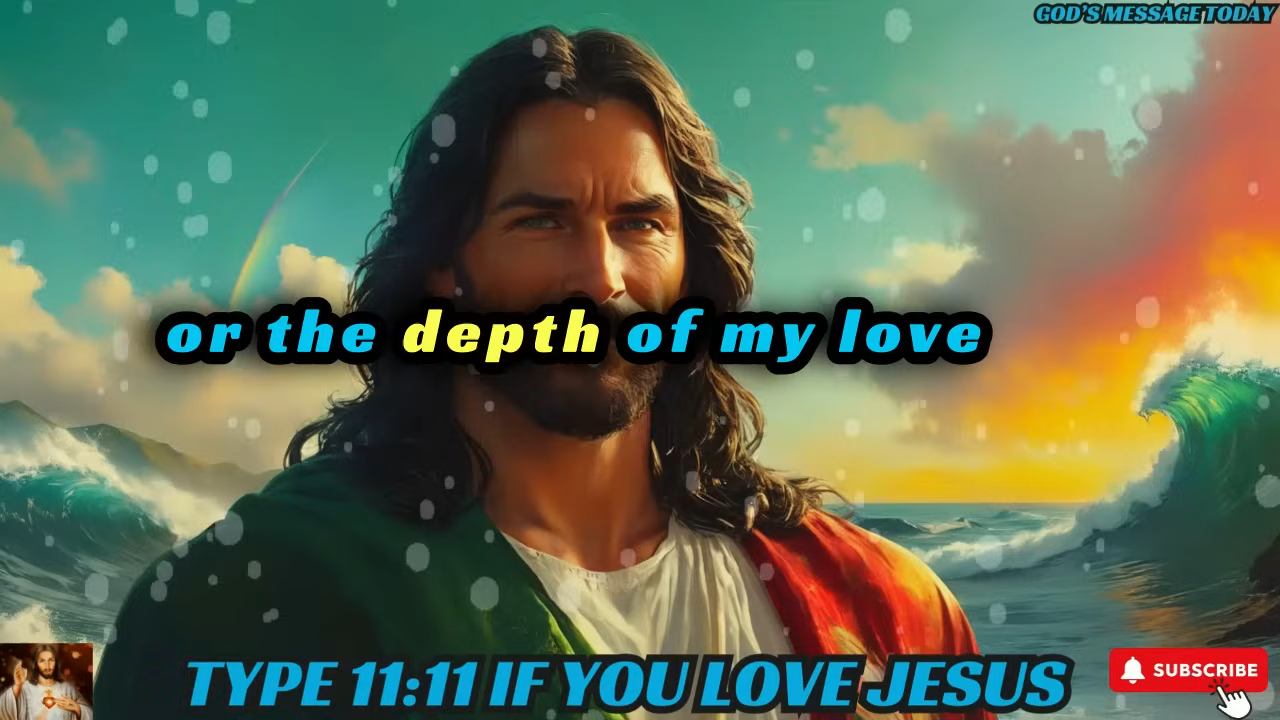 GOD'S MESSAGE TODAY
or the depth of my love
TYPE 11:11 IF YOU LOVE JESUS
SUBSCRIBE